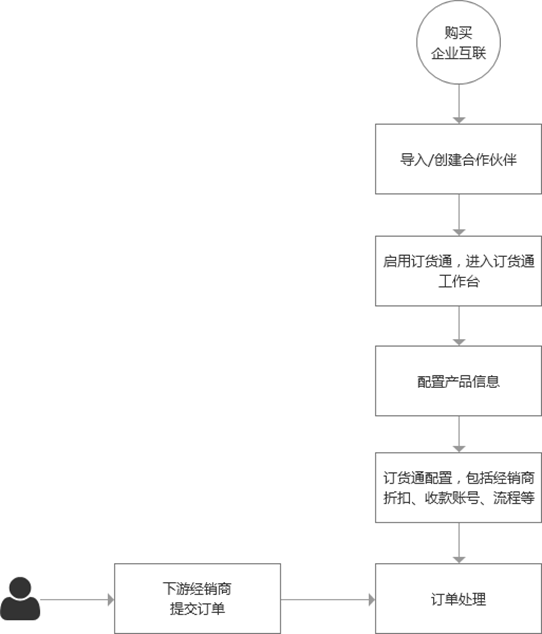 购买
企业互联
导入/创建合作伙伴
启用订货通，进入订货通
工作台
配置产品信息
订货通配置，包括经销商
折扣、收款账号、流程等
下游经销商
提交订单
订单处理